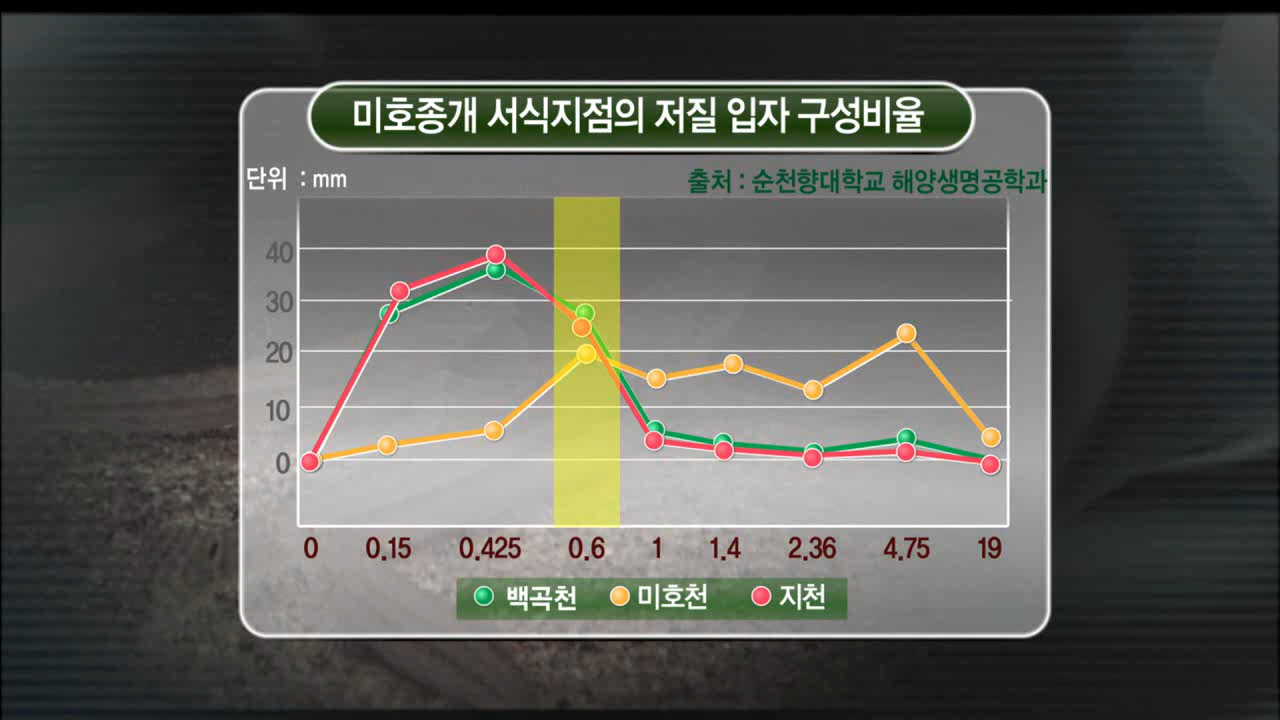 미호종개 서식지점의 저질 입자 구성비율
단위 : mm
출처 : 순천향대학교 해양생명공학과
40
30
20
10
0
0 0.15 0.425 0.6 1 1.4 2.36 4.75 19
백곡천 미호천 지천